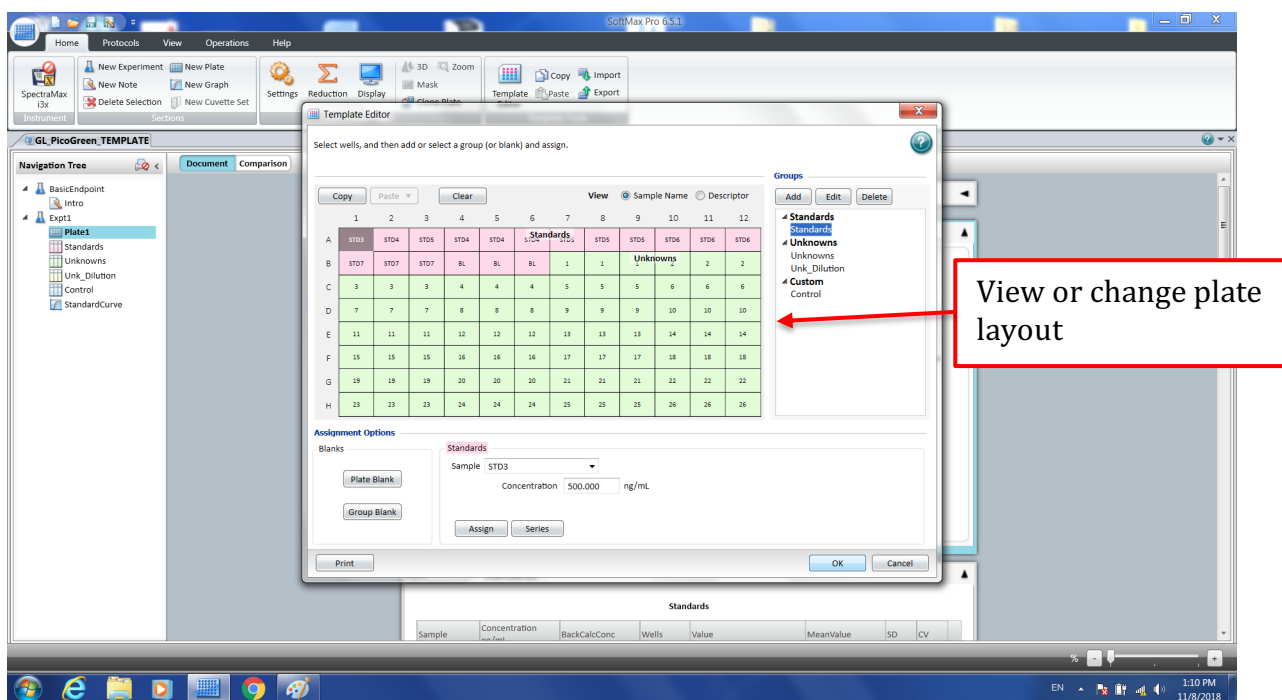 SoftMax Pro 6.5.1
Home Protocols View Operations Help
SpectraMax i3x
New Experiment
New Plate
New Note
New Graph
Delete Selection
New Cuvette Set
Settings
Reduction
Display
3D
Zoom
Mask
Template
Copy
Import
Paste
Export
Instrument
Sections
GL_PicoGreen_TEMPLATE
Navigation Tree
Document Comparison
BasicEndpoint
Intro
Expt1
Plate1
Standards
Unknowns
Unk_Dilution
Control
StandardCurve
Template Editor
Select wells, and then add or select a group (or blank) and assign.
Copy Paste Clear View Sample Name Descriptor
1 2 3 4 5 6 7 8 9 10 11 12
Standards
A STD3 STD4 STD5 STD4 STD4 STD4 STD5 STD5 STD5 STD6 STD6 STD6
Unknowns
B STD7 STD7 STD7 BL BL BL 1 1 1 2 2 2
C 3 3 3 4 4 4 5 5 5 6 6 6
D 7 7 7 8 8 8 9 9 9 10 10 10
E 11 11 11 12 12 12 13 13 13 14 14 14
F 15 15 15 16 16 16 17 17 17 18 18 18
G 19 19 19 20 20 20 21 21 21 22 22 22
H 23 23 23 24 24 24 25 25 25 26 26 26
Groups
Add Edit Delete
Standards
Standards
Unknowns
Unknowns
Unk_Dilution
Custom
Control
View or change plate
layout
Assignment Options
Blanks
Plate Blank
Group Blank
Standards
Sample STD3
Concentration 500.000 ng/mL
Assign Series
Print OK Cancel
Standards
Sample Concentration BackCalcConc Wells Value MeanValue SD CV
%
EN
1:10 PM
11/8/2018